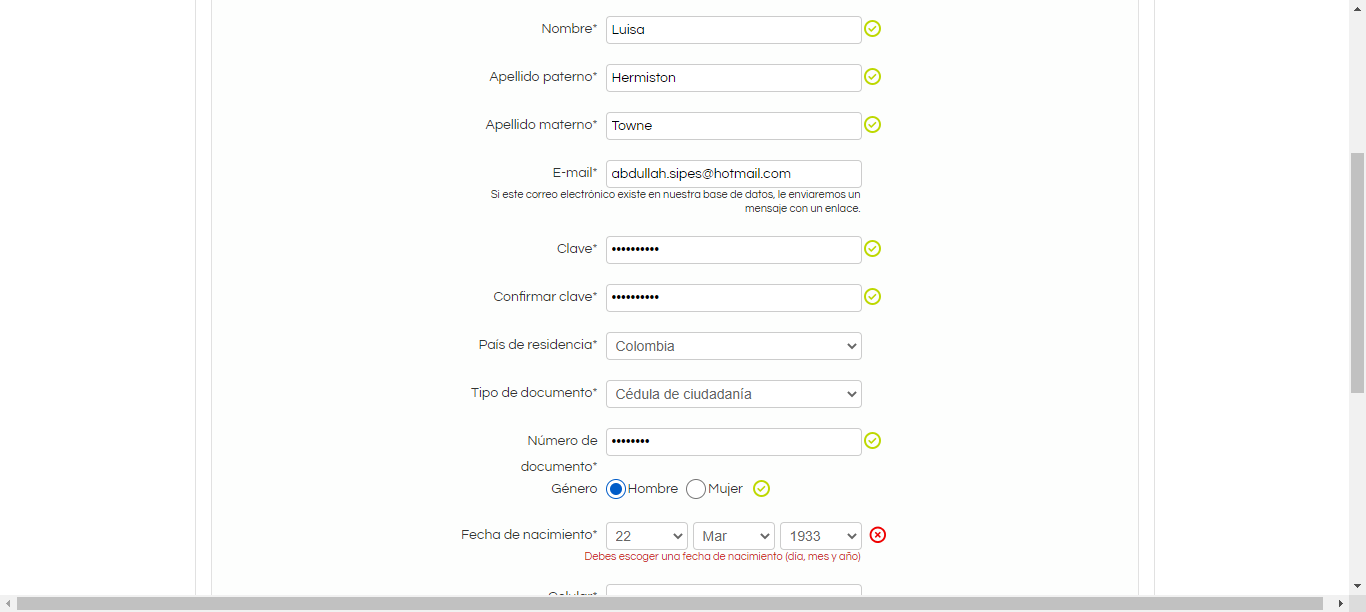 Nombre* Luisa
Apellido paterno* Hermiston
Apellido materno* Towne
E-mail* abdullah.sipes@hotmail.com
Si este correo electrónico existe en nuestra base de datos, le enviaremos un
mensaje con un enlace.
Clave* ••••••••••
Confirmar clave* ••••••••••
País de residencia* Colombia
Tipo de documento* Cédula de ciudadanía
Número de ••••••••
documento*
Género Hombre Mujer
Fecha de nacimiento* 22 Mar 1933
Debes escoger una fecha de nacimiento (dia, mes y año)
Celular*